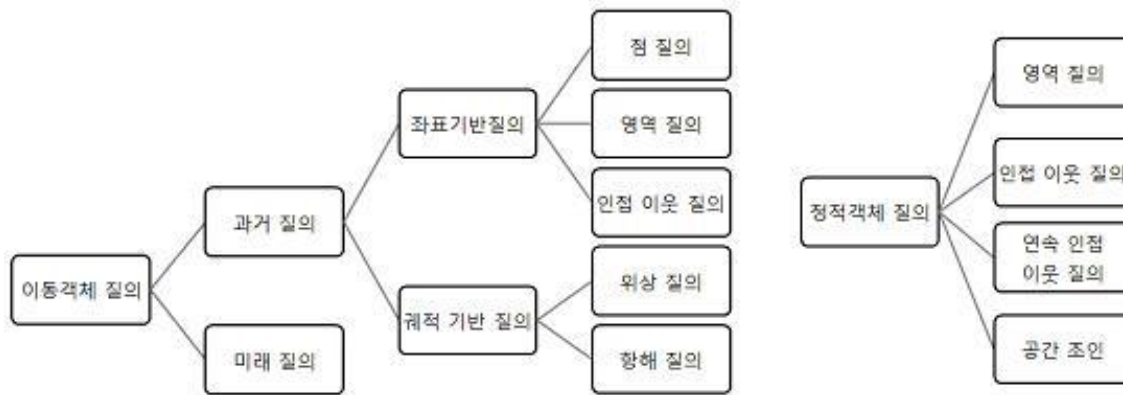 점 질의
좌표기반질의
영역 질의
과거 질의
인접 이웃 질의
이동객체 질의
위상 질의
궤적 기반 질의
미래 질의
항해 질의
영역 질의
인접 이웃 질의
정적객체 질의
연속 인접
이웃 질의
공간 조인